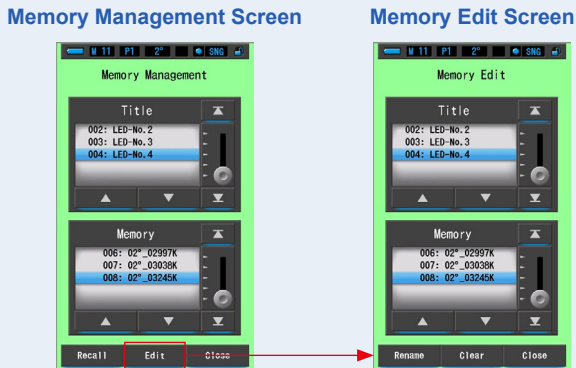 Memory Management Screen
M 11 P1 2° SNG
Memory Management
Title
002: LED-No.2
003: LED-No.3
004: LED-No.4
Memory
006: 02°_02997K
007: 02°_03038K
008: 02°_03245K
Recall Edit Close
Memory Edit Screen
M 11 P1 2° SNG
Memory Edit
Title
002: LED-No.2
003: LED-No.3
004: LED-No.4
Memory
006: 02°_02997K
007: 02°_03038K
008: 02°_03245K
Rename Clear Close